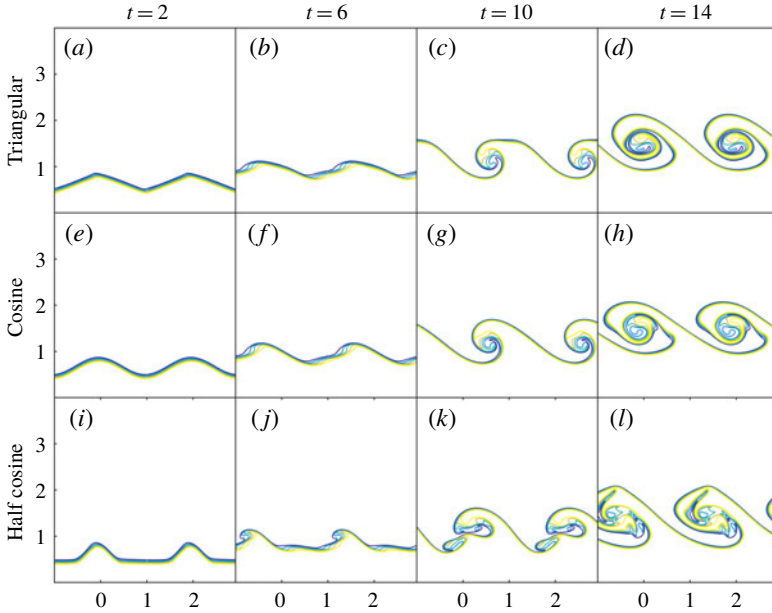 t = 2 t = 6 t = 10 t = 14
Triangular
(a) (b) (c) (d)
3
2
1
Cosine
(e) (f) (g) (h)
3
2
1
Half cosine
(i) (j) (k) (l)
3
2
1
0 1 2 0 1 2 0 1 2 0 1 2